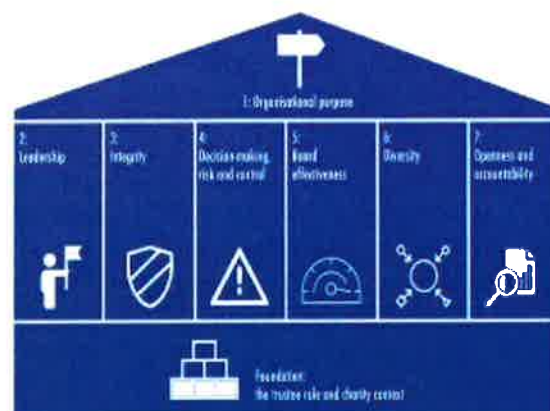 1: Organisational purpose
2:
Leadership
3:
Integrity
4:
Decision-making,
risk and control
5:
Board
effectiveness
6:
Diversity
7:
Openness and
accountability
Foundation:
the trustee role and charity context